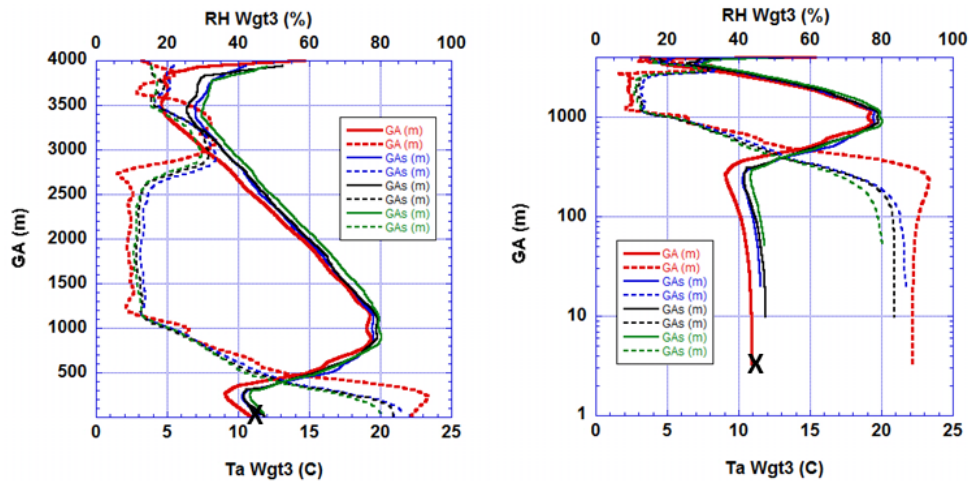 RH Wgt3 (%)
0 20 40 60 80 100
4000
3500
3000
2500
2000
1500
1000
500
GA (m)
GA (m)
GA (m)
GAs (m)
GAs (m)
GAs (m)
GAs (m)
GAs (m)
GAs (m)
X
0 5 10 15 20 25
Ta Wgt3 (C)
RH Wgt3 (%)
0 20 40 60 80 100
1000
100
10
1
GA (m)
GA (m)
GA (m)
GAs (m)
GAs (m)
GAs (m)
GAs (m)
GAs (m)
GAs (m)
X
0 5 10 15 20 25
Ta Wgt3 (C)